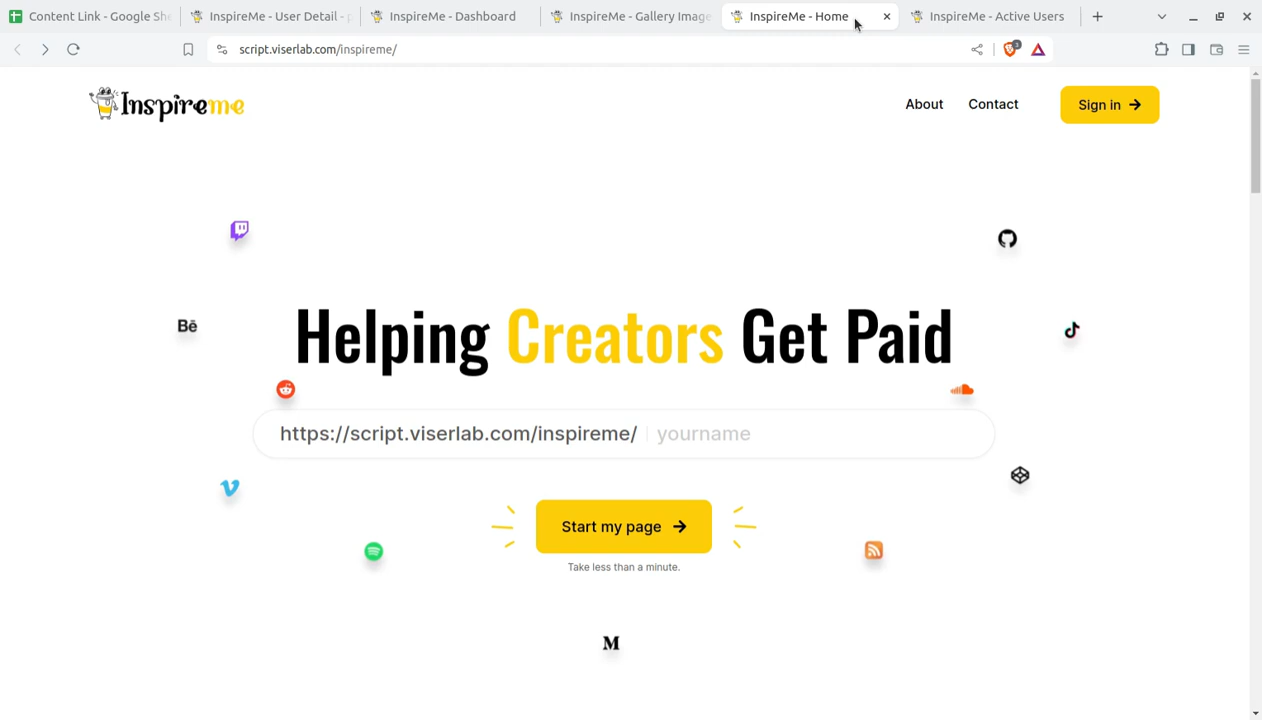 Content Link - Google She
InspireMe - User Detail - p
InspireMe - Dashboard
InspireMe - Gallery Image
InspireMe - Home
InspireMe - Active Users
script.viserlab.com/inspireme/
3
Inspireme
About
Contact
Sign in
Bē
Helping Creators Get Paid
https://script.viserlab.com/inspireme/
yourname
Start my page
Take less than a minute.
M